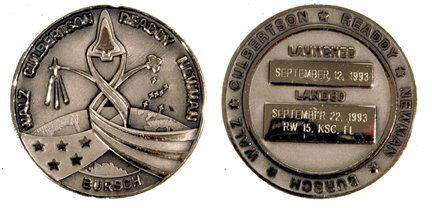 WALZ CULBERTSON READDY NEWMAN
BURSCH
WALZ ★ CULBERTSON ★ READDY ★ NEWMAN ★ BURSCH ★
LAUNCHED
SEPTEMBER 12, 1993
LANDED
SEPTEMBER 22, 1993
RW 15, KSC, FL